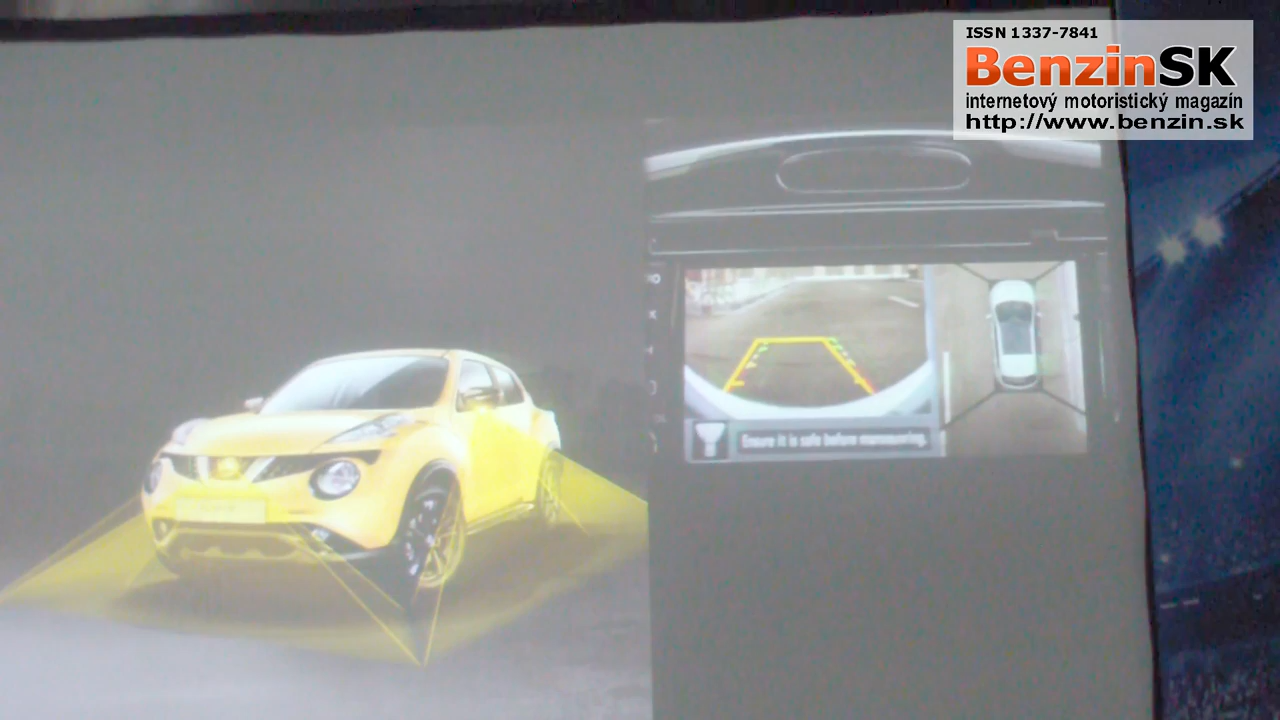 ISSN 1337-7841
BenzinSK
internetový motoristický magazín
http://www.benzin.sk
Ensure it is safe before manoeuvring.